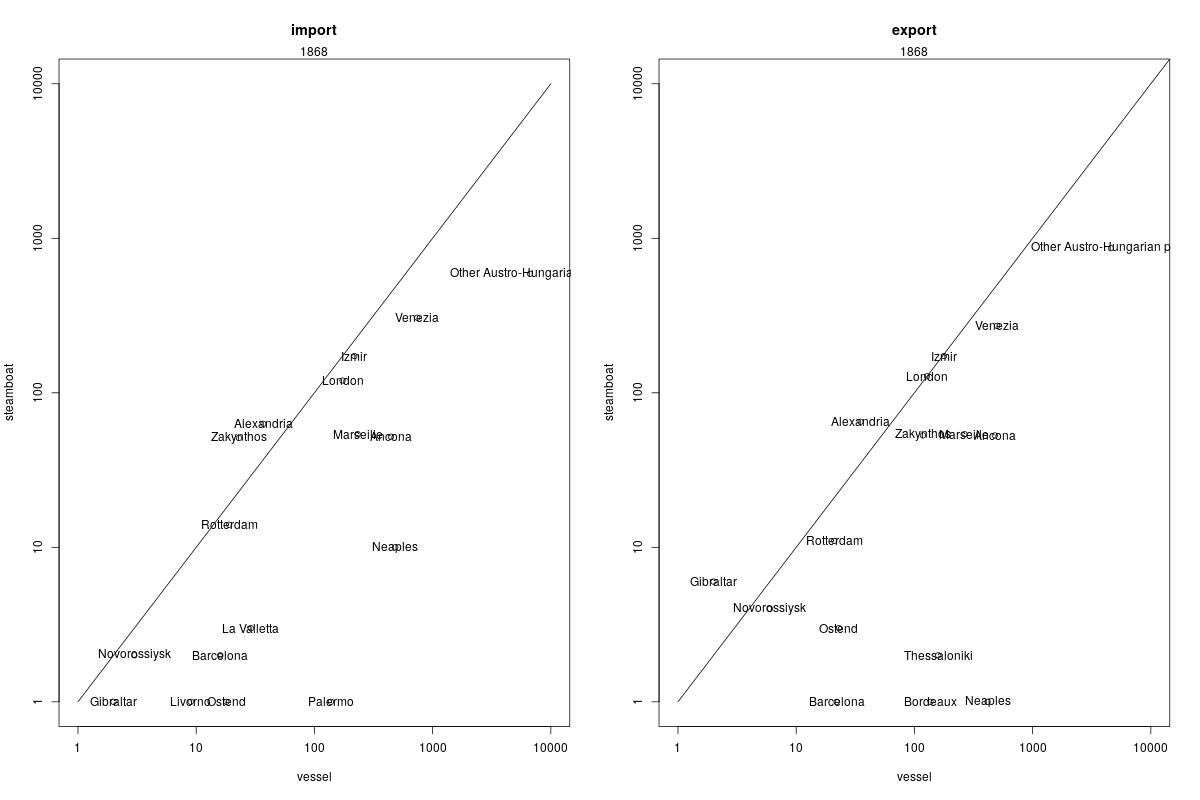 import
1868
10000
1000
100
10
1
steamboat
Other Austro-Hungaria
Venezia
Izmir
London
Alexandria
Zakynthos
Marseille
Ancona
Rotterdam
Neaples
La Valletta
Novorossiysk
Barcelona
Gibraltar
Livorno
Ostend
Palermo
1
10
100
1000
10000
vessel
export
1868
10000
1000
100
10
1
steamboat
Other Austro-Hungarian p
Venezia
Izmir
London
Alexandria
Zakynthos
Marseille
Ancona
Rotterdam
Gibraltar
Novorossiysk
Ostend
Thessaloniki
Barcelona
Bordeaux
Neaples
1
10
100
1000
10000
vessel